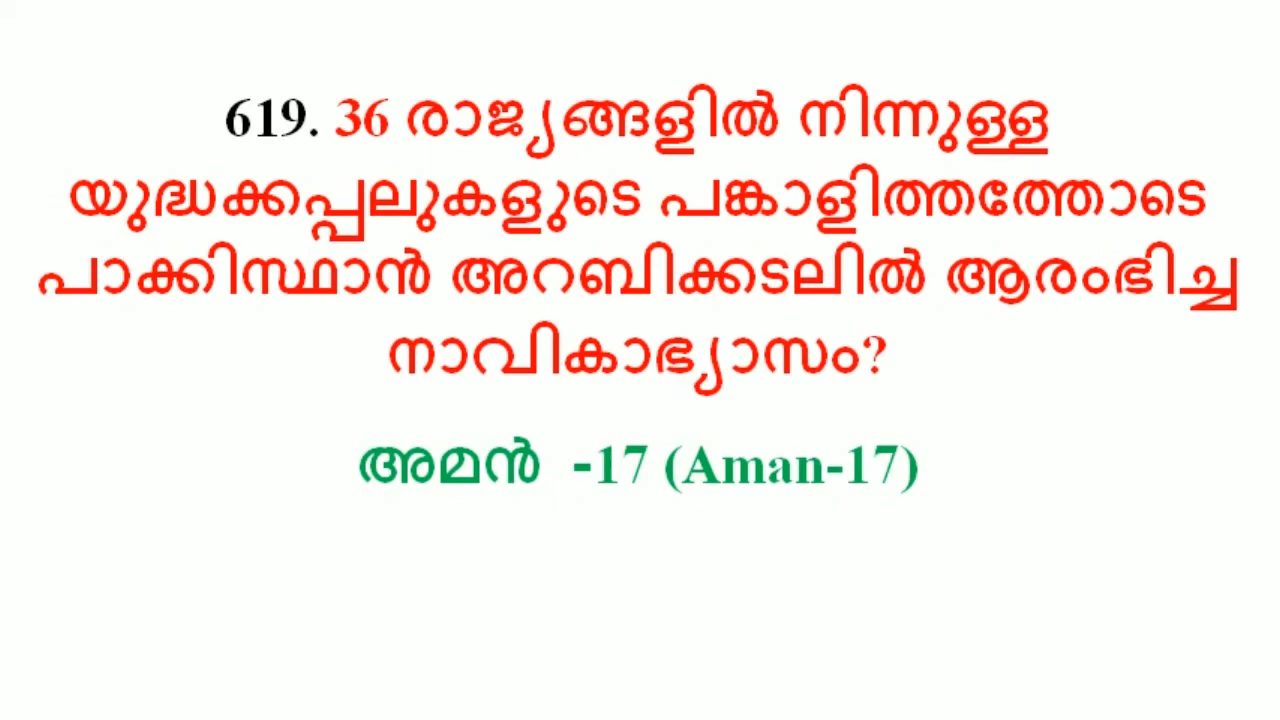 619. 36 രാജ്യങ്ങളിൽ നിന്നുള്ള
യുദ്ധക്കപ്പലുകളുടെ പങ്കാളിത്തത്തോടെ
പാക്കിസ്ഥാൻ അറബിക്കടലിൽ ആരംഭിച്ച
നാവികാഭ്യാസം?
അമൻ -17 (Aman-17)